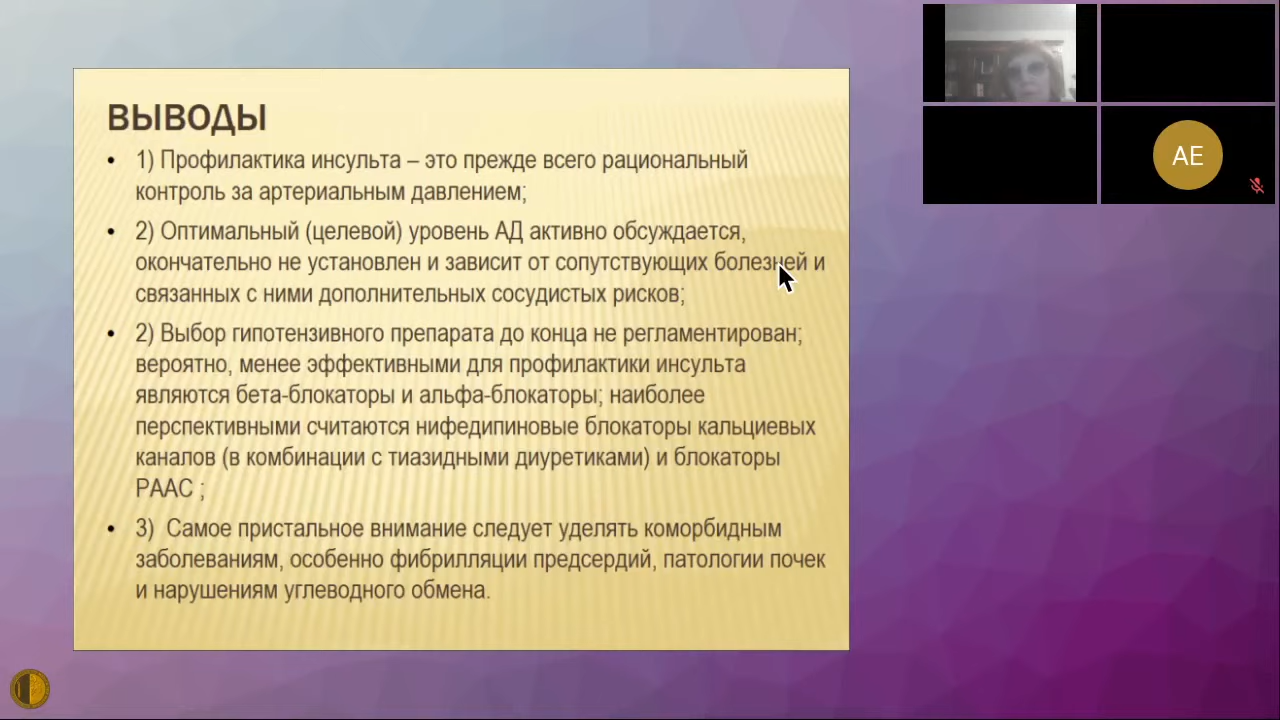 ВЫВОДЫ
• 1) Профилактика инсульта – это прежде всего рациональный
контроль за артериальным давлением;
• 2) Оптимальный (целевой) уровень АД активно обсуждается,
окончательно не установлен и зависит от сопутствующих болезней и
связанных с ними дополнительных сосудистых рисков;
• 2) Выбор гипотензивного препарата до конца не регламентирован;
вероятно, менее эффективными для профилактики инсульта
являются бета-блокаторы и альфа-блокаторы; наиболее
перспективными считаются нифедипиновые блокаторы кальциевых
каналов (в комбинации с тиазидными диуретиками) и блокаторы
РААС ;
• 3)  Самое пристальное внимание следует уделять коморбидным
заболеваниям, особенно фибрилляции предсердий, патологии почек
и нарушениям углеводного обмена.
AE